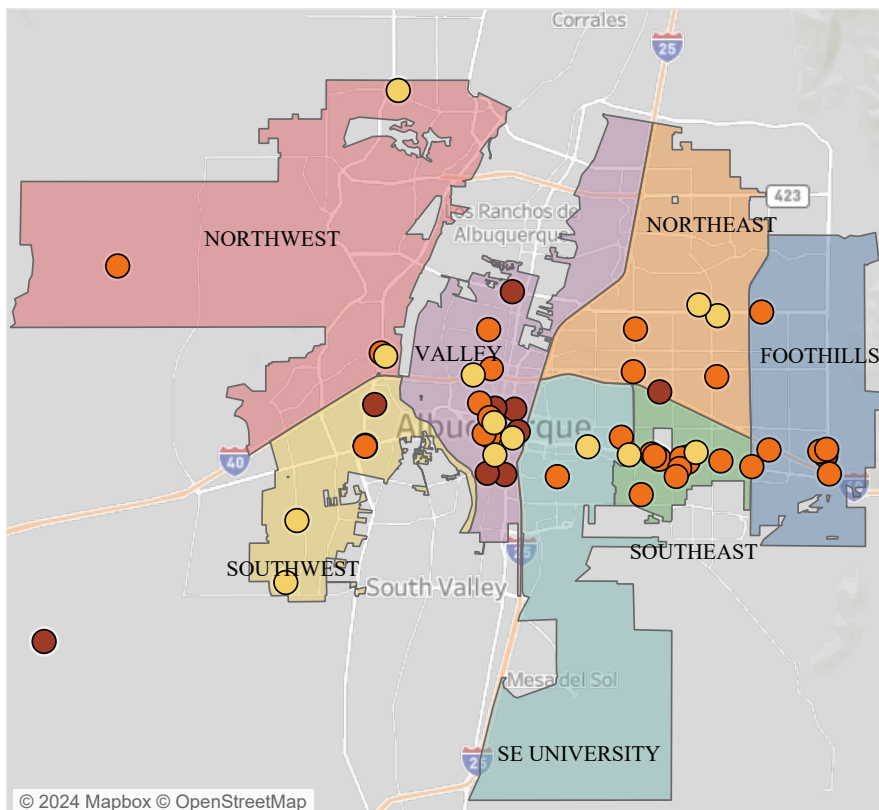 Corrales
25
423
NORTHEAST
Los Ranchos de
Albuquerque
NORTHWEST
VALLEY
FOOTHILLS
Albuquerque
40
25
SOUTHEAST
SOUTHWEST
South Valley
Mesa del Sol
SE UNIVERSITY
25
© 2024 Mapbox © OpenStreetMap